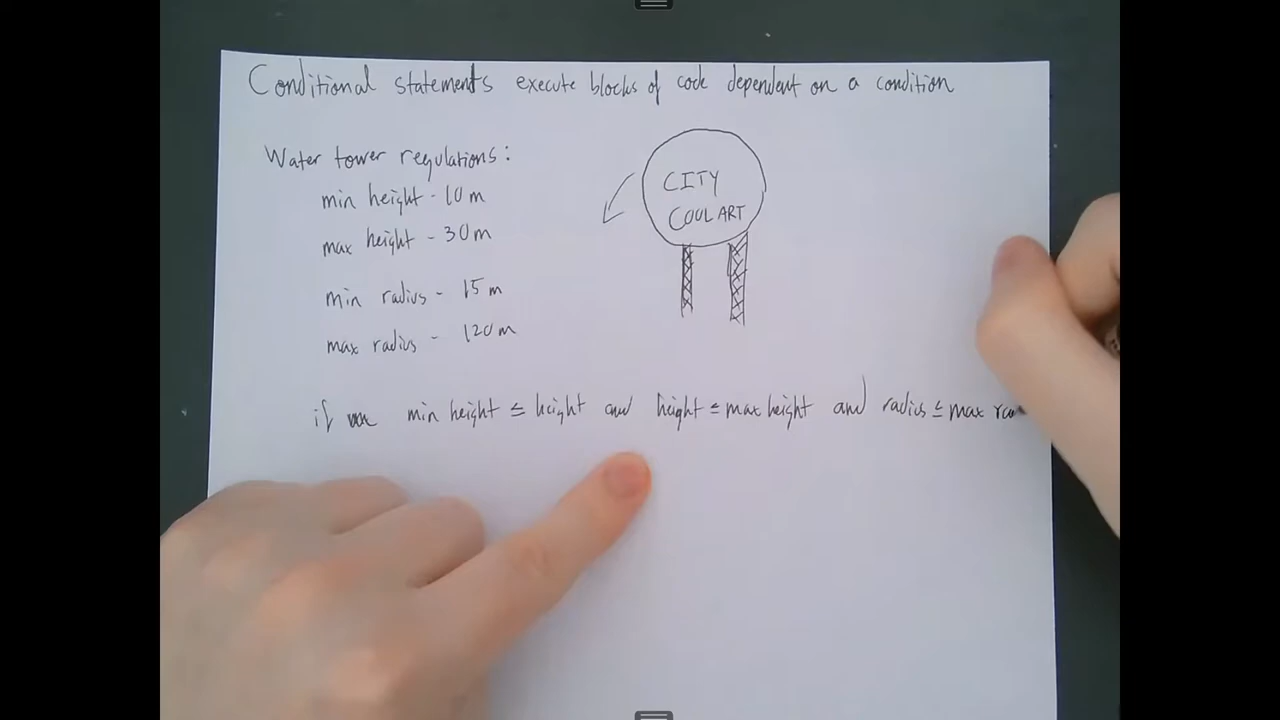 Conditional statements execute blocks of code dependent on a condition
Water tower regulations:
min height - 10 m
max height - 30 m
min radius - 15 m
max radius - 120 m
CITY
COOL ART
if min height ≤ height and height ≤ max height and radius ≤ max